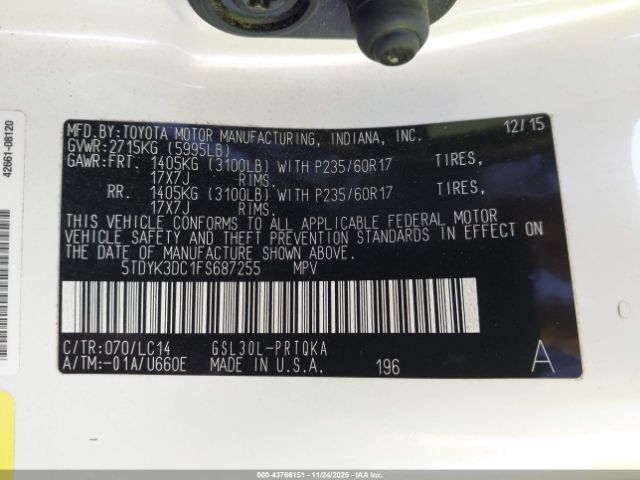 42661-08120
MFD.BY:TOYOTA MOTOR MANUFACTURING, INDIANA, INC. 12/15
GVWR:2715KG (5995LB)
GAWR:FRT. 1405KG (3100LB) WITH P235/60R17 TIRES,
17X7J RIMS.
RR. 1405KG (3100LB) WITH P235/60R17 TIRES,
17X7J RIMS.
THIS VEHICLE CONFORMS TO ALL APPLICABLE FEDERAL MOTOR
VEHICLE SAFETY AND THEFT PREVENTION STANDARDS IN EFFECT ON
THE DATE OF MANUFACTURE SHOWN ABOVE.
5TDYK3DC1FS687255 MPV
C/TR:070/LC14 GSL30L-PRTQKA
A/TM:-01A/U660E MADE IN U.S.A. 196 A
000-43766151 - 11/24/2025 - IAA